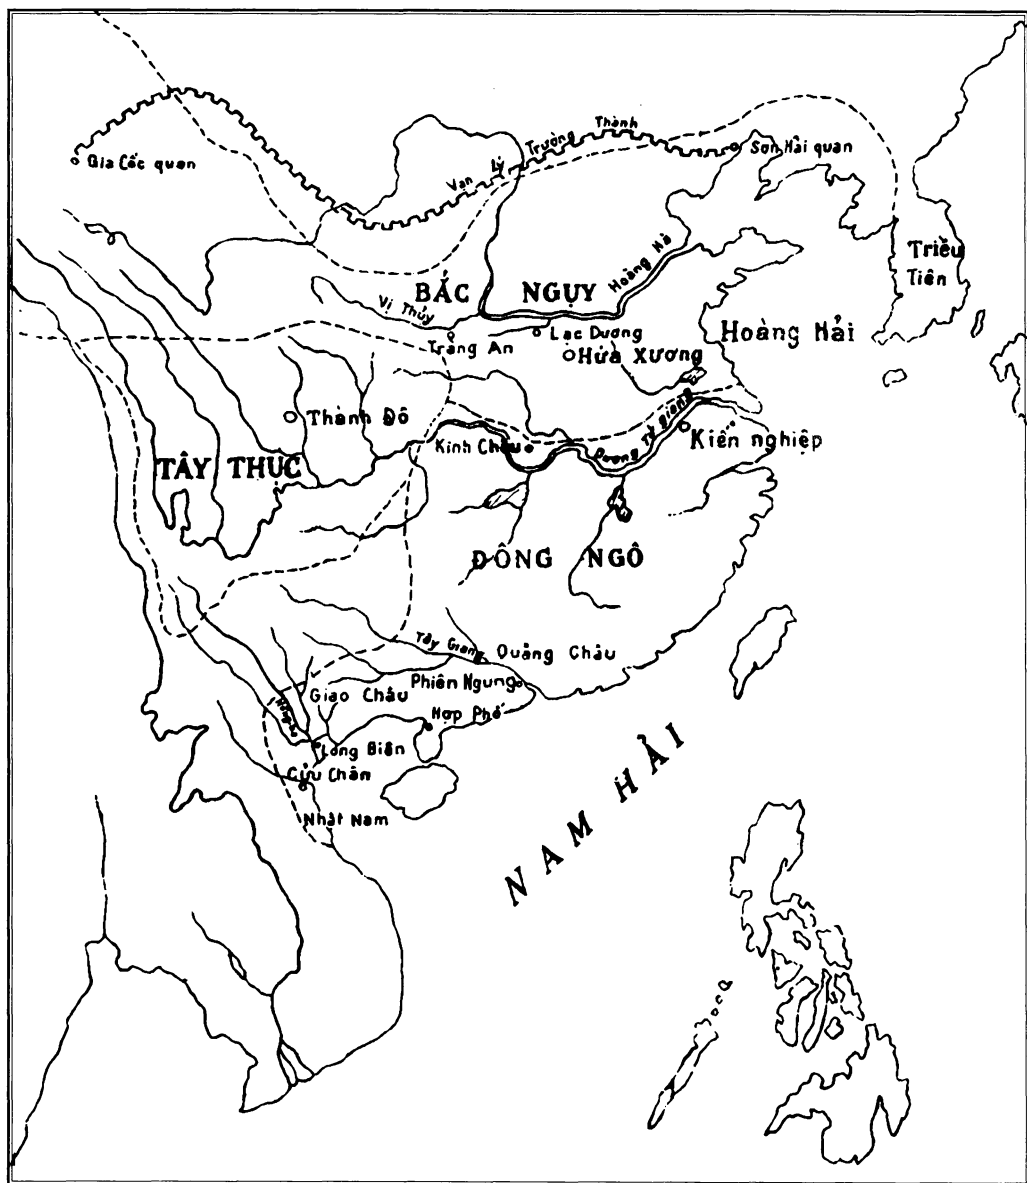 Gia Cốc quan
Vạn Lý Trường Thành
Sơn Hải quan
Triều
Tiên
BẮC NGỤY
Hoàng Hà
Vị Thủy
Tràng An
Lạc Dương
Hứa Xương
Hoàng Hải
Thành Đô
Kinh Châu
Dương Tử giang
Kiến nghiệp
TÂY THỤC
ĐÔNG NGÔ
Tây Giang
Quảng Châu
Giao Châu
Phiên Ngung
Hợp Phố
Long Biên
Cửu Chân
Nhật Nam
NAM HẢI